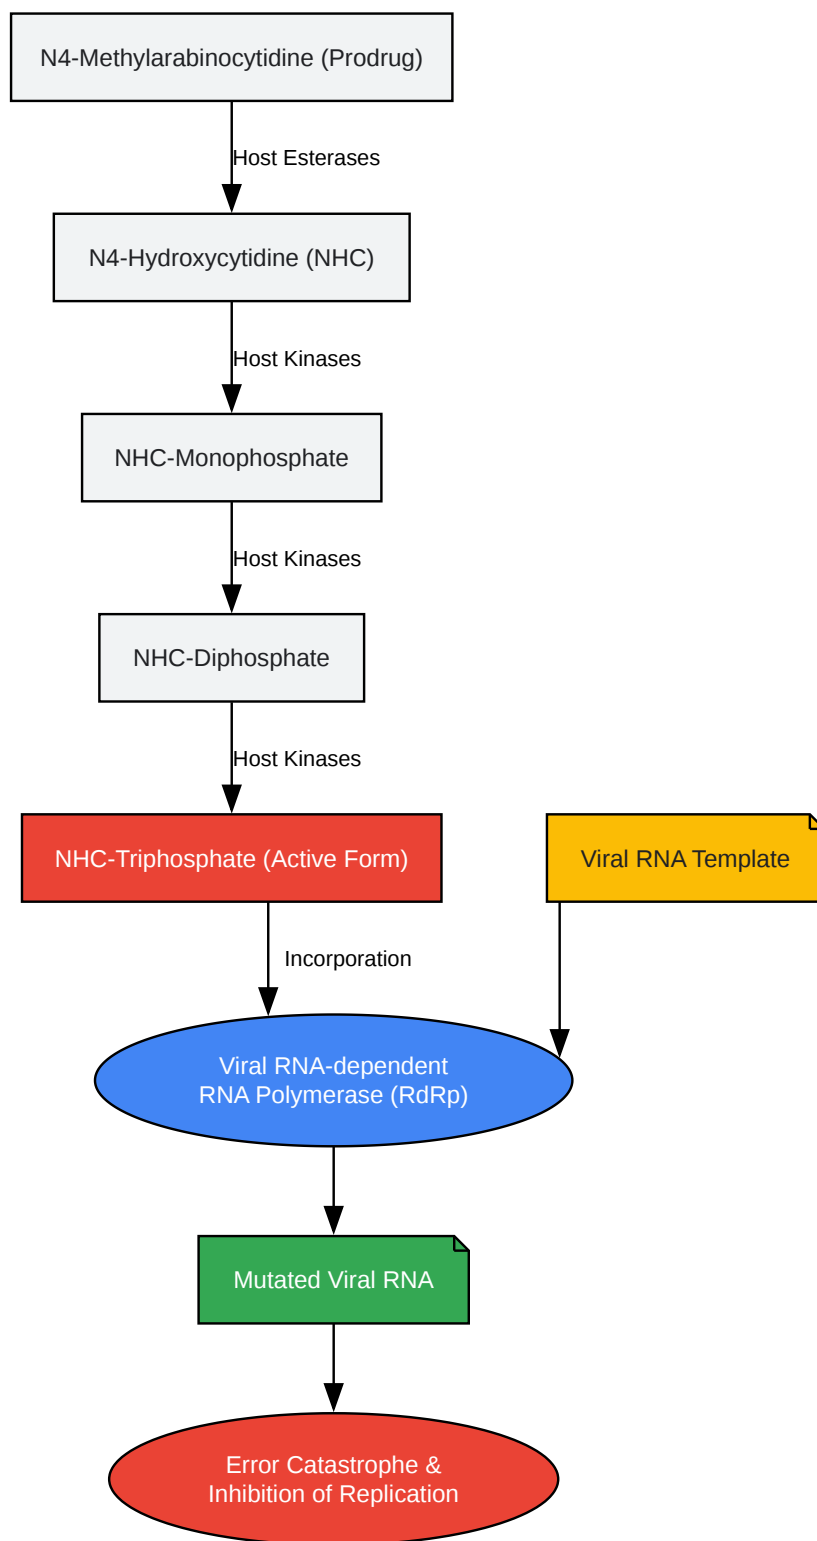 N4-Methylarabinocytidine (Prodrug)
Host Esterases
N4-Hydroxycytidine (NHC)
Host Kinases
NHC-Monophosphate
Host Kinases
NHC-Diphosphate
Host Kinases
NHC-Triphosphate (Active Form)
Viral RNA Template
Incorporation
Viral RNA-dependent
RNA Polymerase (RdRp)
Mutated Viral RNA
Error Catastrophe &
Inhibition of Replication